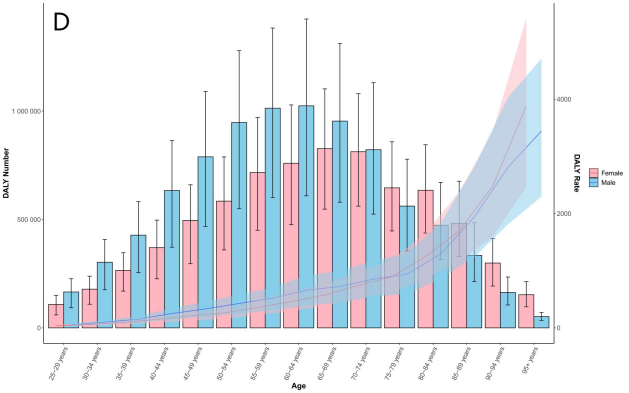 D
1 000 000
500 000
0
DALY Number
4000
2000
0
DALY Rate
Female
Male
25−29 years
30−34 years
35−39 years
40−44 years
45−49 years
50−54 years
55−59 years
60−64 years
65−69 years
70−74 years
75−79 years
80−84 years
85−89 years
90−94 years
95+ years
Age